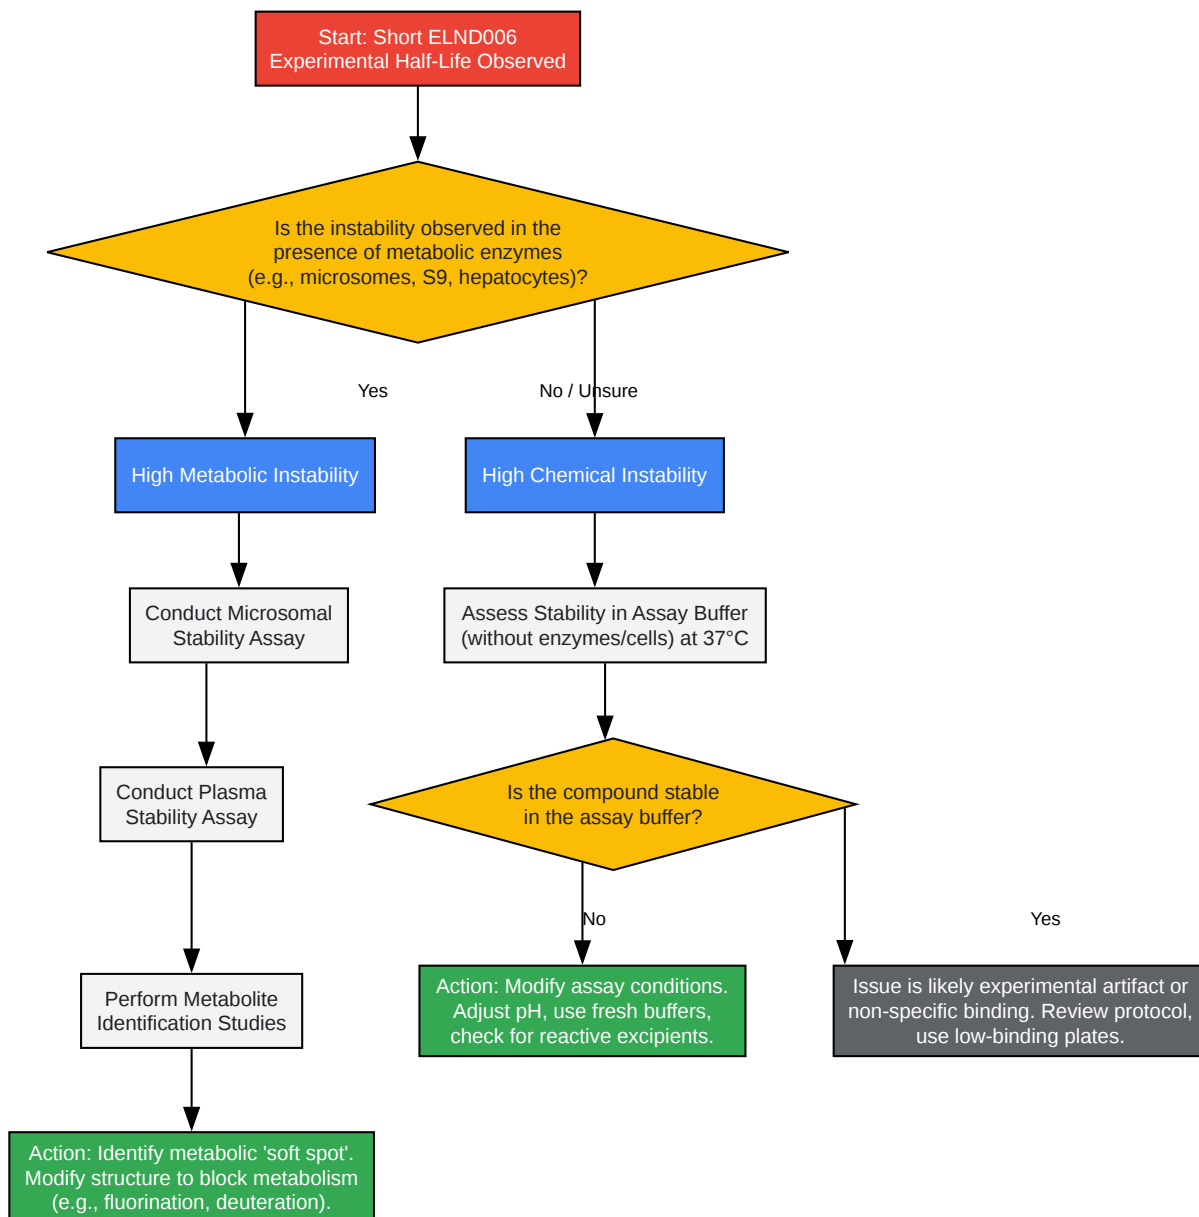 Start: Short ELND006
Experimental Half-Life Observed
Is the instability observed in the
presence of metabolic enzymes
(e.g., microsomes, S9, hepatocytes)?
Yes
No / Unsure
High Metabolic Instability
High Chemical Instability
Conduct Microsomal
Stability Assay
Assess Stability in Assay Buffer
(without enzymes/cells) at 37°C
Conduct Plasma
Stability Assay
Is the compound stable
in the assay buffer?
No
Yes
Perform Metabolite
Identification Studies
Action: Modify assay conditions.
Adjust pH, use fresh buffers,
check for reactive excipients.
Issue is likely experimental artifact or
non-specific binding. Review protocol,
use low-binding plates.
Action: Identify metabolic 'soft spot'.
Modify structure to block metabolism
(e.g., fluorination, deuteration).